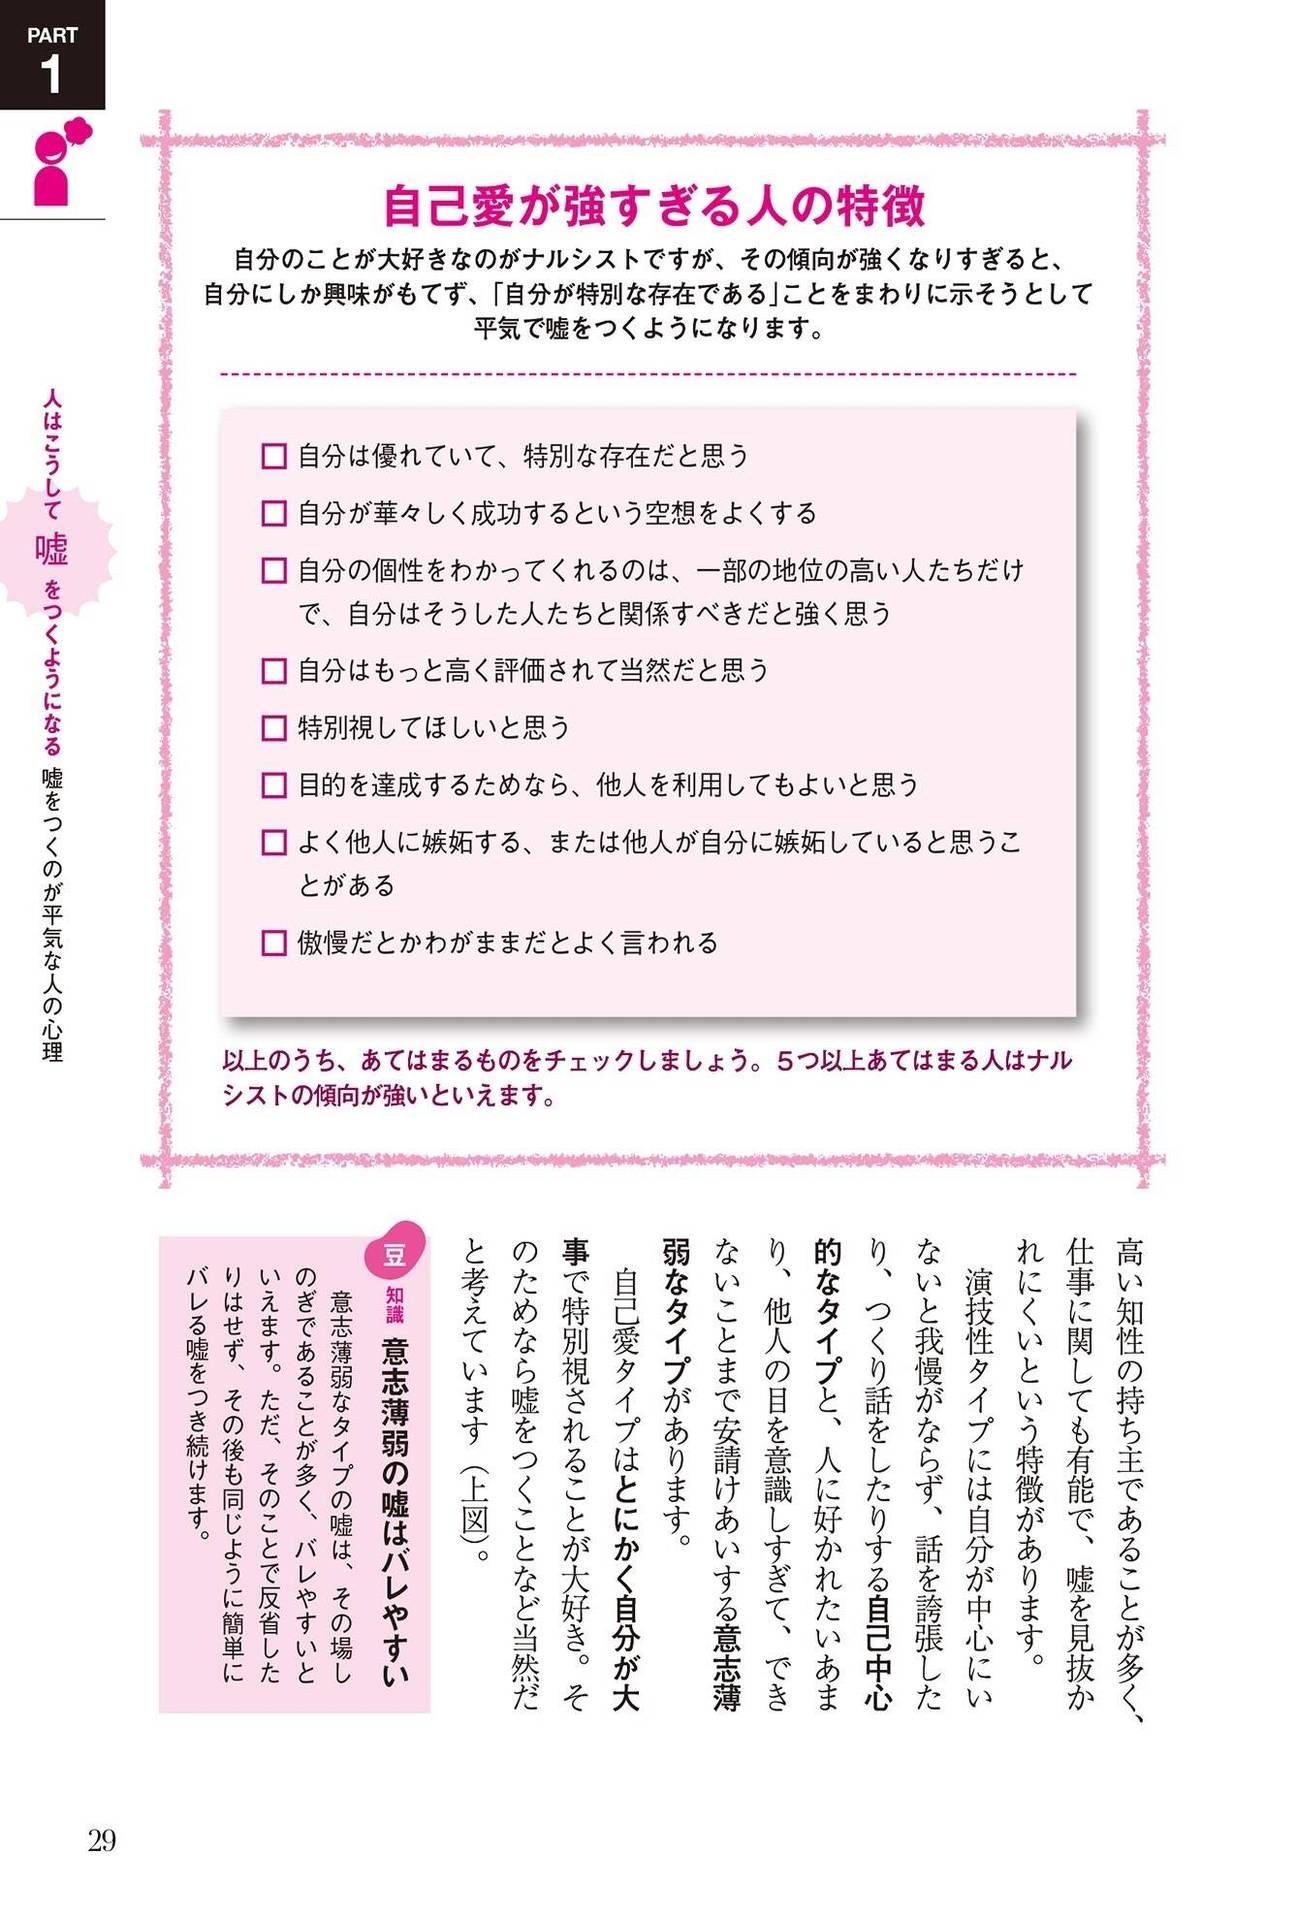 PART
1
人はこうして
嘘
をつくようになる
嘘をつくのが平気な人の心理
自己愛が強すぎる人の特徴
自分のことが大好きなのがナルシストですが、その傾向が強くなりすぎると、
自分にしか興味がもてず、「自分が特別な存在である」ことをまわりに示そうとして
平気で嘘をつくようになります。
□ 自分は優れていて、特別な存在だと思う
□ 自分が華々しく成功するという空想をよくする
□ 自分の個性をわかってくれるのは、一部の地位の高い人たちだけ
で、自分はそうした人たちと関係すべきだと強く思う
□ 自分はもっと高く評価されて当然だと思う
□ 特別視してほしいと思う
□ 目的を達成するためなら、他人を利用してもよいと思う
□ よく他人に嫉妬する、または他人が自分に嫉妬していると思うこ
とがある
□ 傲慢だとかわがままだとよく言われる
以上のうち、あてはまるものをチェックしましょう。５つ以上あてはまる人はナル
シストの傾向が強いといえます。
高い知性の持ち主であることが多く、
仕事に関しても有能で、嘘を見抜か
れにくいという特徴があります。
演技性タイプには自分が中心にい
ないと我慢がならず、話を誇張した
り、つくり話をしたりする自己中心
的なタイプと、人に好かれたいあま
り、他人の目を意識しすぎて、でき
ないことまで安請けあいする意志薄
弱なタイプがあります。
自己愛タイプはとにかく自分が大
事で特別視されることが大好き。そ
のためなら嘘をつくことなど当然だ
と考えています（上図）。
豆
知識
意志薄弱の嘘はバレやすい
意志薄弱なタイプの嘘は、その場し
のぎであることが多く、バレやすいと
いえます。ただ、そのことで反省した
りはせず、その後も同じように簡単に
バレる嘘をつき続けます。
29